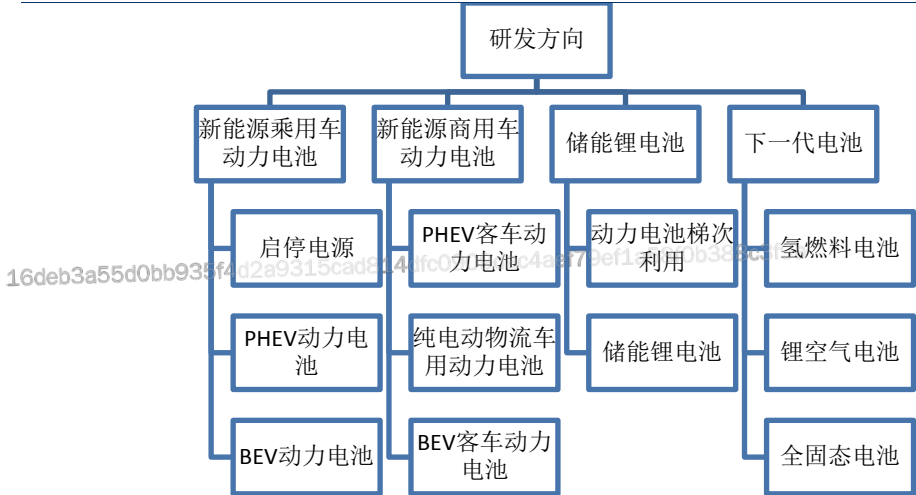 研发方向
新能源乘用车
动力电池
新能源商用车
动力电池
储能锂电池
下一代电池
启停电源
PHEV客车动
力电池
动力电池梯次
利用
氢燃料电池
PHEV动力电
池
纯电动物流车
用动力电池
储能锂电池
锂空气电池
BEV动力电池
BEV客车动力
电池
全固态电池